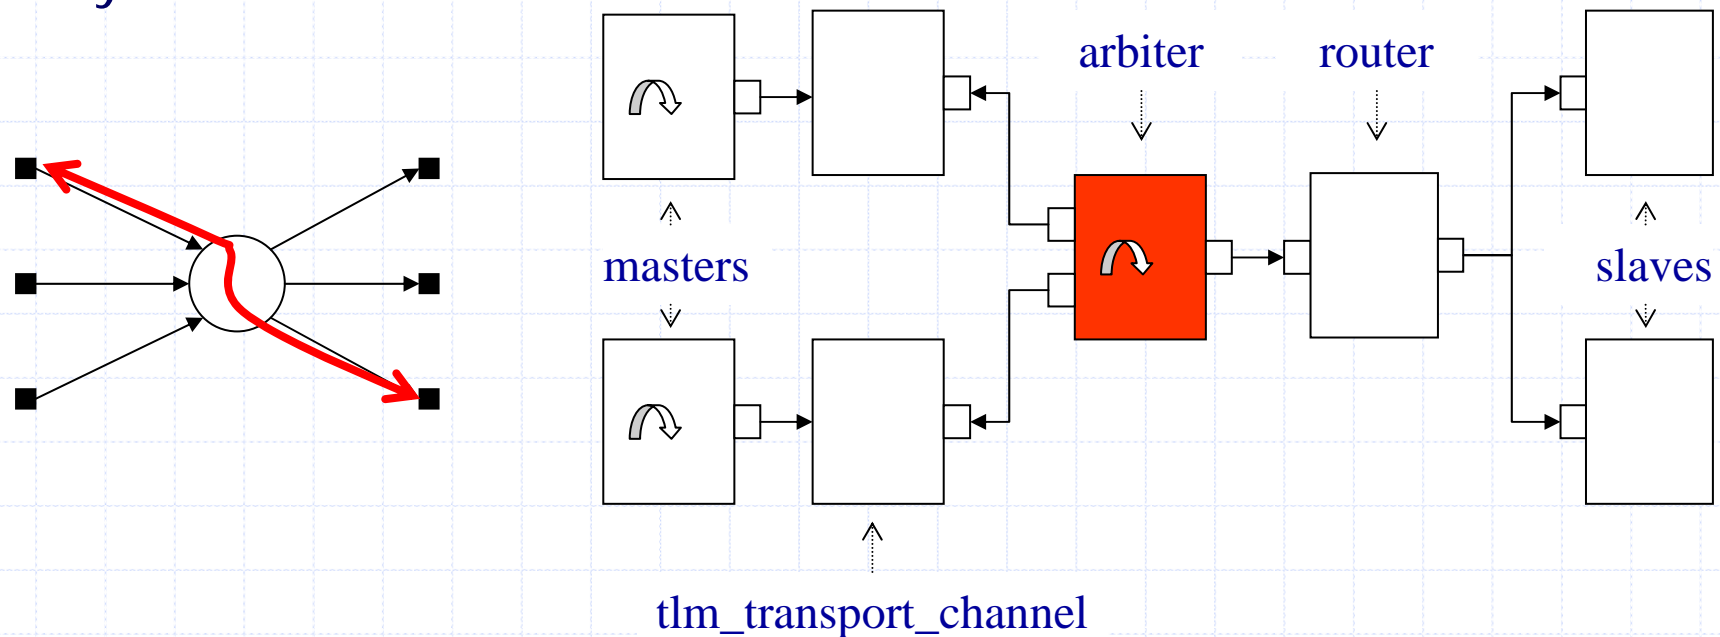 arbiter
router
masters
slaves
tlm_transport_channel